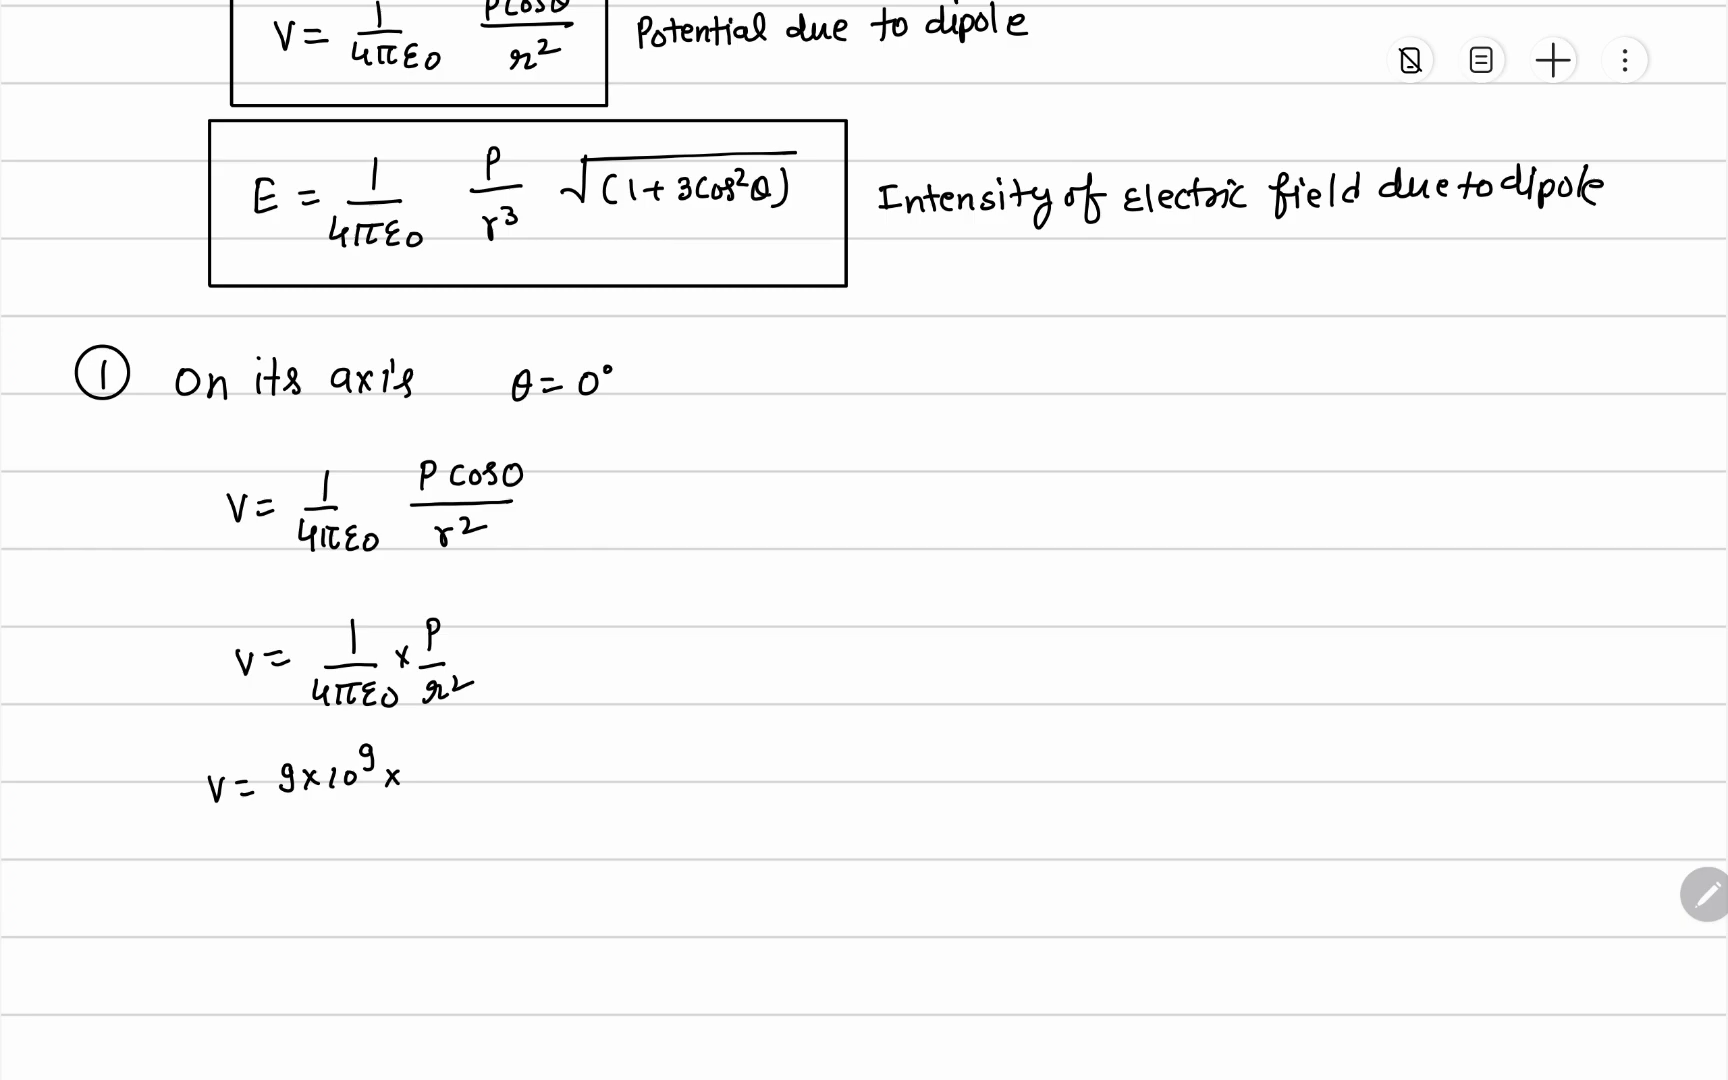 V = 1/4πε0 Pcosθ/r² Potential due to dipole
E = 1/4πε0 P/r³ √(1+3cos²θ) Intensity of Electric field due to dipole
① on its axis θ = 0°
V = 1/4πε0 P cos0/r²
V = 1/4πε0 × P/r²
V = 9×10⁹×